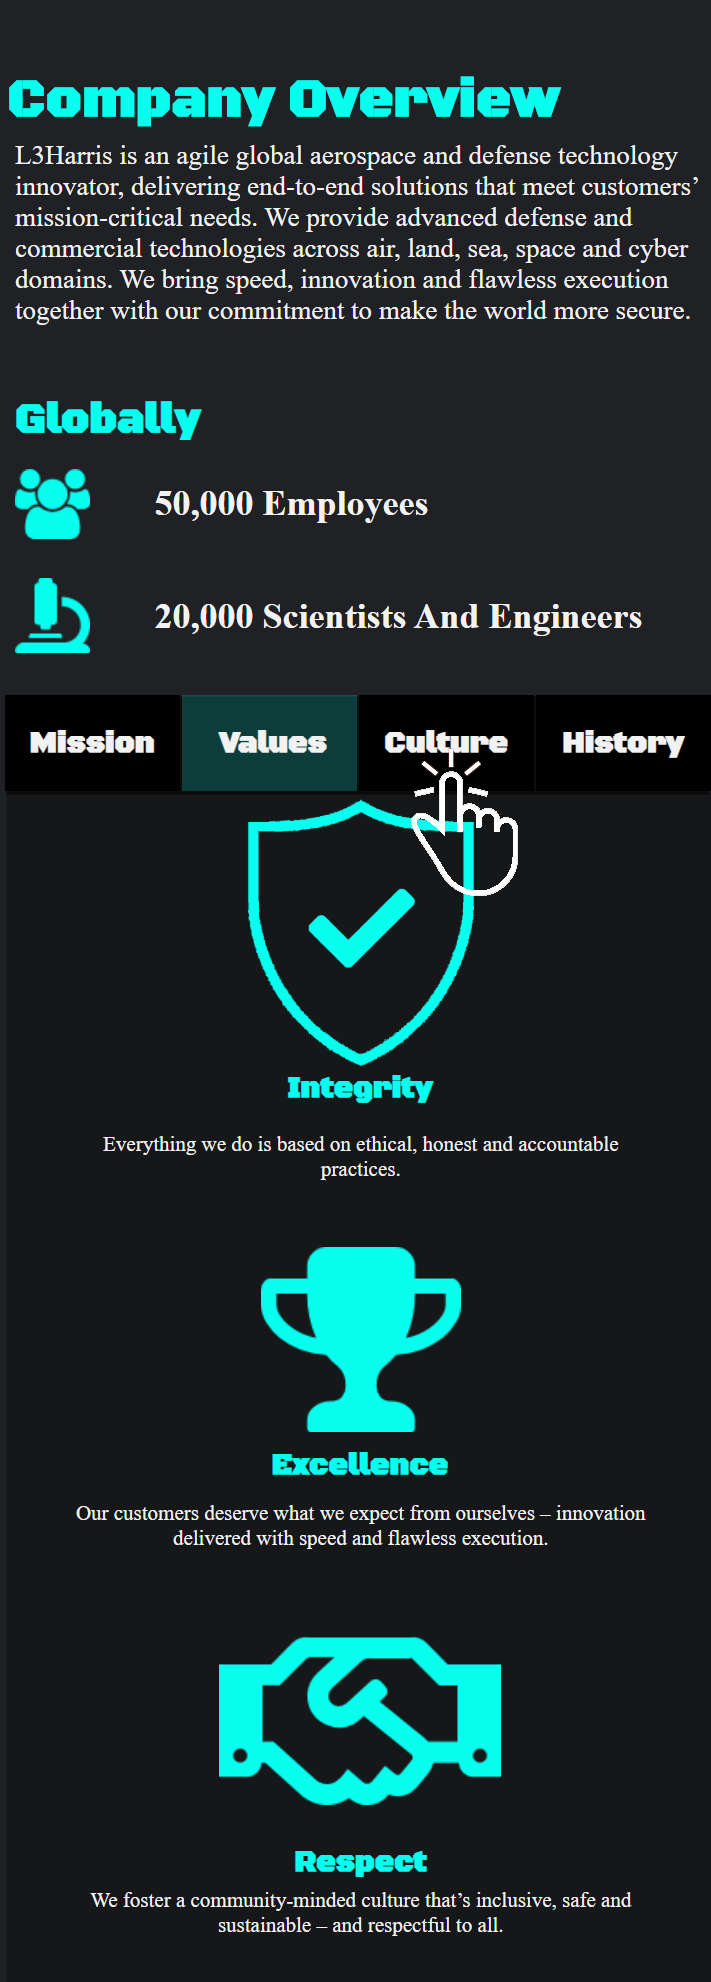 Company Overview
L3Harris is an agile global aerospace and defense technology
innovator, delivering end-to-end solutions that meet customers’
mission-critical needs. We provide advanced defense and
commercial technologies across air, land, sea, space and cyber
domains. We bring speed, innovation and flawless execution
together with our commitment to make the world more secure.
Globally
50,000 Employees
20,000 Scientists And Engineers
Mission Values Culture History
Integrity
Everything we do is based on ethical, honest and accountable
practices.
Excellence
Our customers deserve what we expect from ourselves – innovation
delivered with speed and flawless execution.
Respect
We foster a community-minded culture that’s inclusive, safe and
sustainable – and respectful to all.